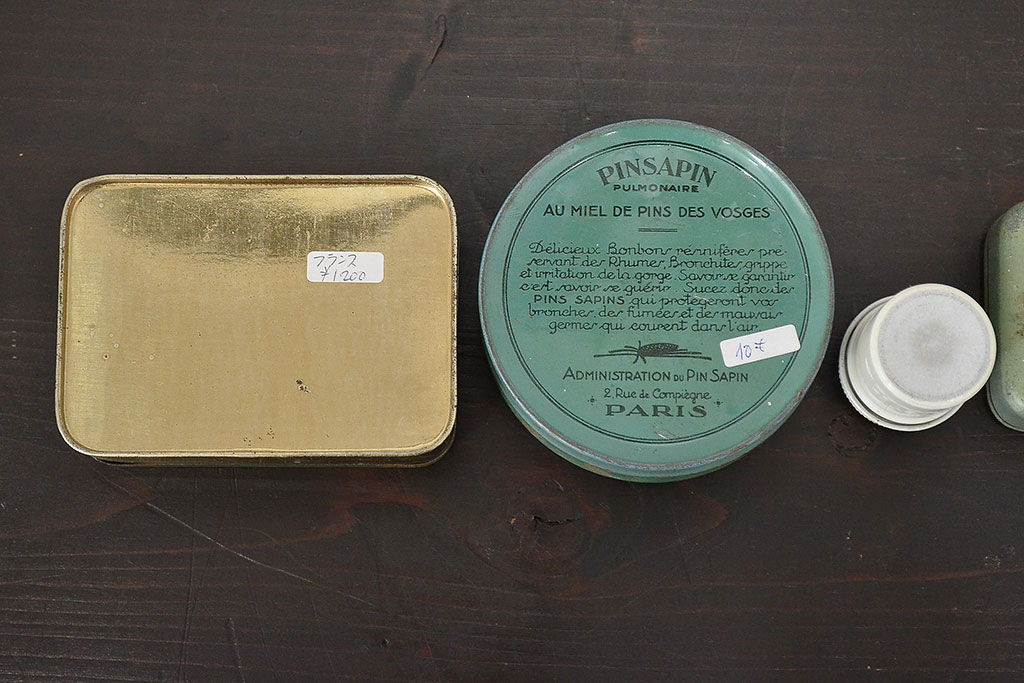 フランス
¥1200
PINSAPIN
PULMONAIRE
AU MIEL DE PINS DES VOSGES
Délicieux Bonbons résinifères pré-
servant des Rhumes, Bronchites, grippe
et irritation de la gorge. Savoir se garantir
c'est savoir se guérir. Sucez donc des
PINS SAPINS qui protègeront vos
bronches, des fumées et des mauvais
germes qui courent dans l'air.
10€
ADMINISTRATION DU PIN SAPIN
2, Rue de Compiègne
PARIS